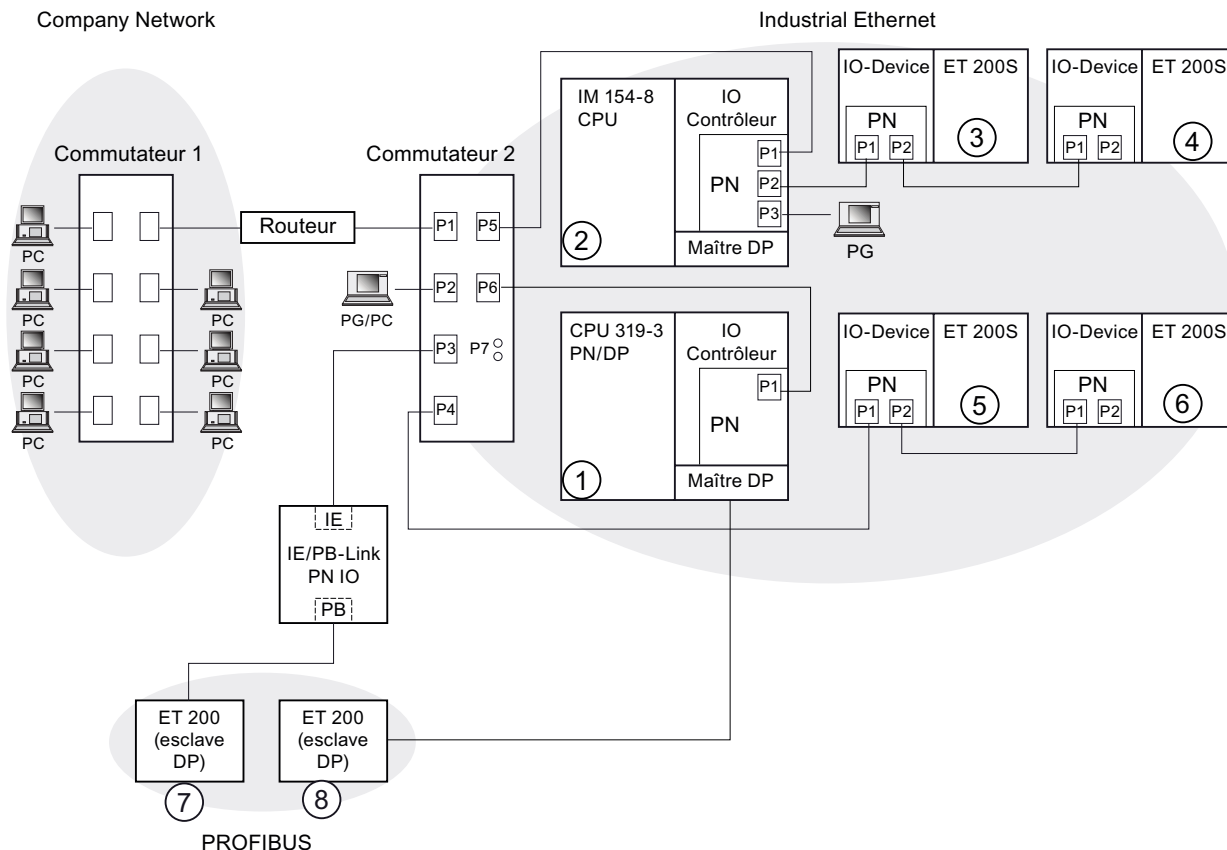 Company Network
Industrial Ethernet
Commutateur 1
PC
PC
PC
PC
PC
PC
PC
Routeur
Commutateur 2
P1
P5
P2
P6
P3
P7
P4
PG/PC
IM 154-8
CPU
IO
Contrôleur
PN
P1
P2
P3
Maître DP
2
PG
IO-Device
ET 200S
PN
P1
P2
3
IO-Device
ET 200S
PN
P1
P2
4
CPU 319-3
PN/DP
IO
Contrôleur
P1
PN
Maître DP
1
IO-Device
ET 200S
PN
P1
P2
5
IO-Device
ET 200S
PN
P1
P2
6
IE
IE/PB-Link
PN IO
PB
ET 200
(esclave
DP)
7
ET 200
(esclave
DP)
8
PROFIBUS